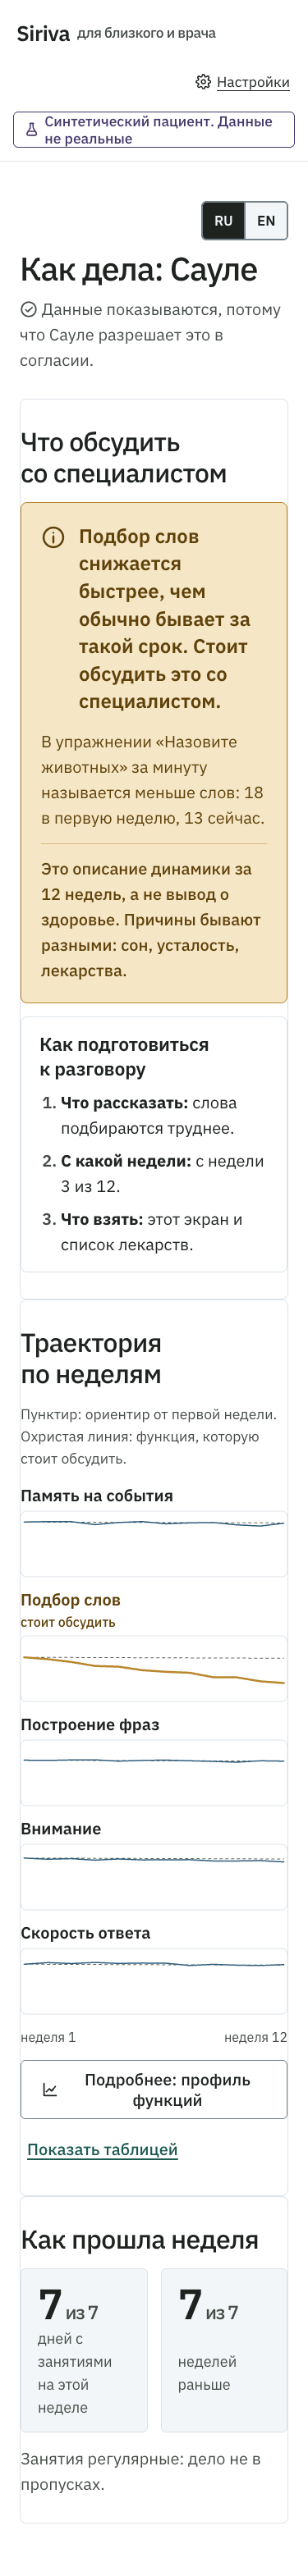 Siriva для близкого и врача
Настройки
Синтетический пациент. Данные
не реальные
RU EN
Как дела: Сауле
Данные показываются, потому
что Сауле разрешает это в
согласии.
Что обсудить
со специалистом
Подбор слов
снижается
быстрее, чем
обычно бывает за
такой срок. Стоит
обсудить это со
специалистом.
В упражнении «Назовите
животных» за минуту
называется меньше слов: 18
в первую неделю, 13 сейчас.
Это описание динамики за
12 недель, а не вывод о
здоровье. Причины бывают
разными: сон, усталость,
лекарства.
Как подготовиться
к разговору
1. Что рассказать: слова
подбираются труднее.
2. С какой недели: с недели
3 из 12.
3. Что взять: этот экран и
список лекарств.
Траектория
по неделям
Пунктир: ориентир от первой недели.
Охристая линия: функция, которую
стоит обсудить.
Память на события
Подбор слов
стоит обсудить
Построение фраз
Внимание
Скорость ответа
неделя 1 неделя 12
Подробнее: профиль
функций
Показать таблицей
Как прошла неделя
7 из 7
дней с
занятиями
на этой
неделе
7 из 7
неделей
раньше
Занятия регулярные: дело не в
пропусках.